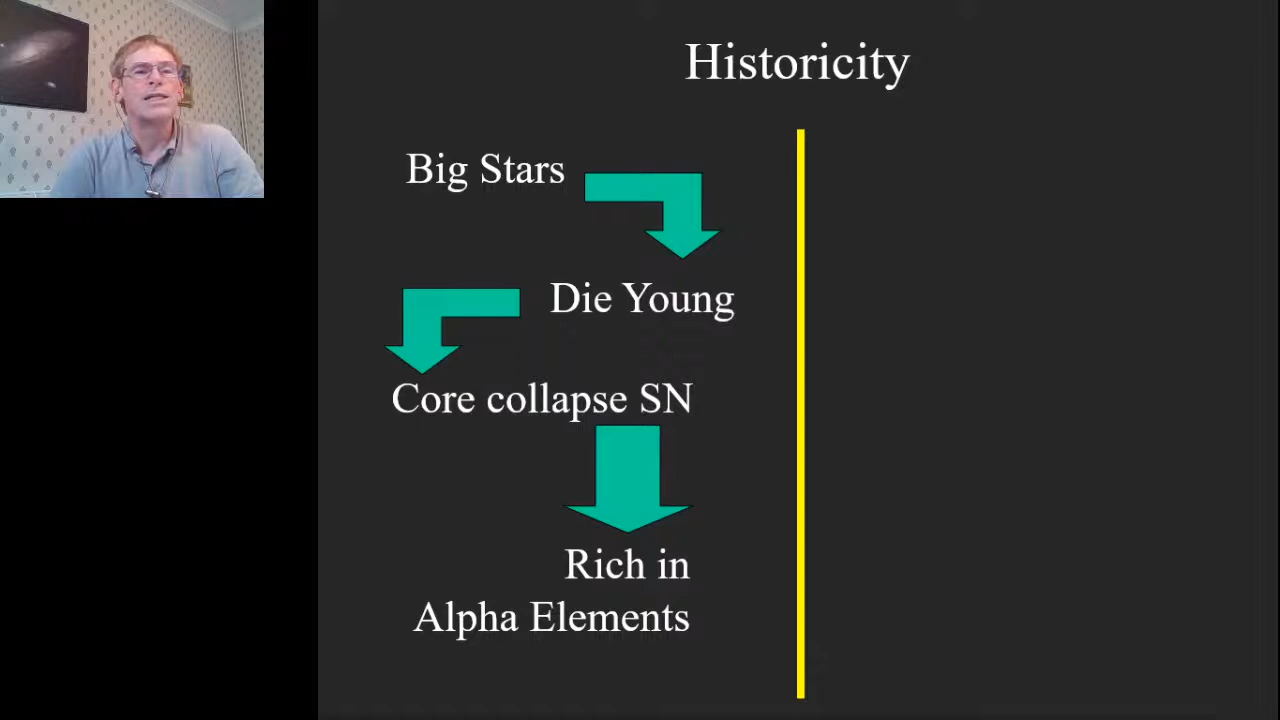 Historicity
Big Stars
Die Young
Core collapse SN
Rich in
Alpha Elements